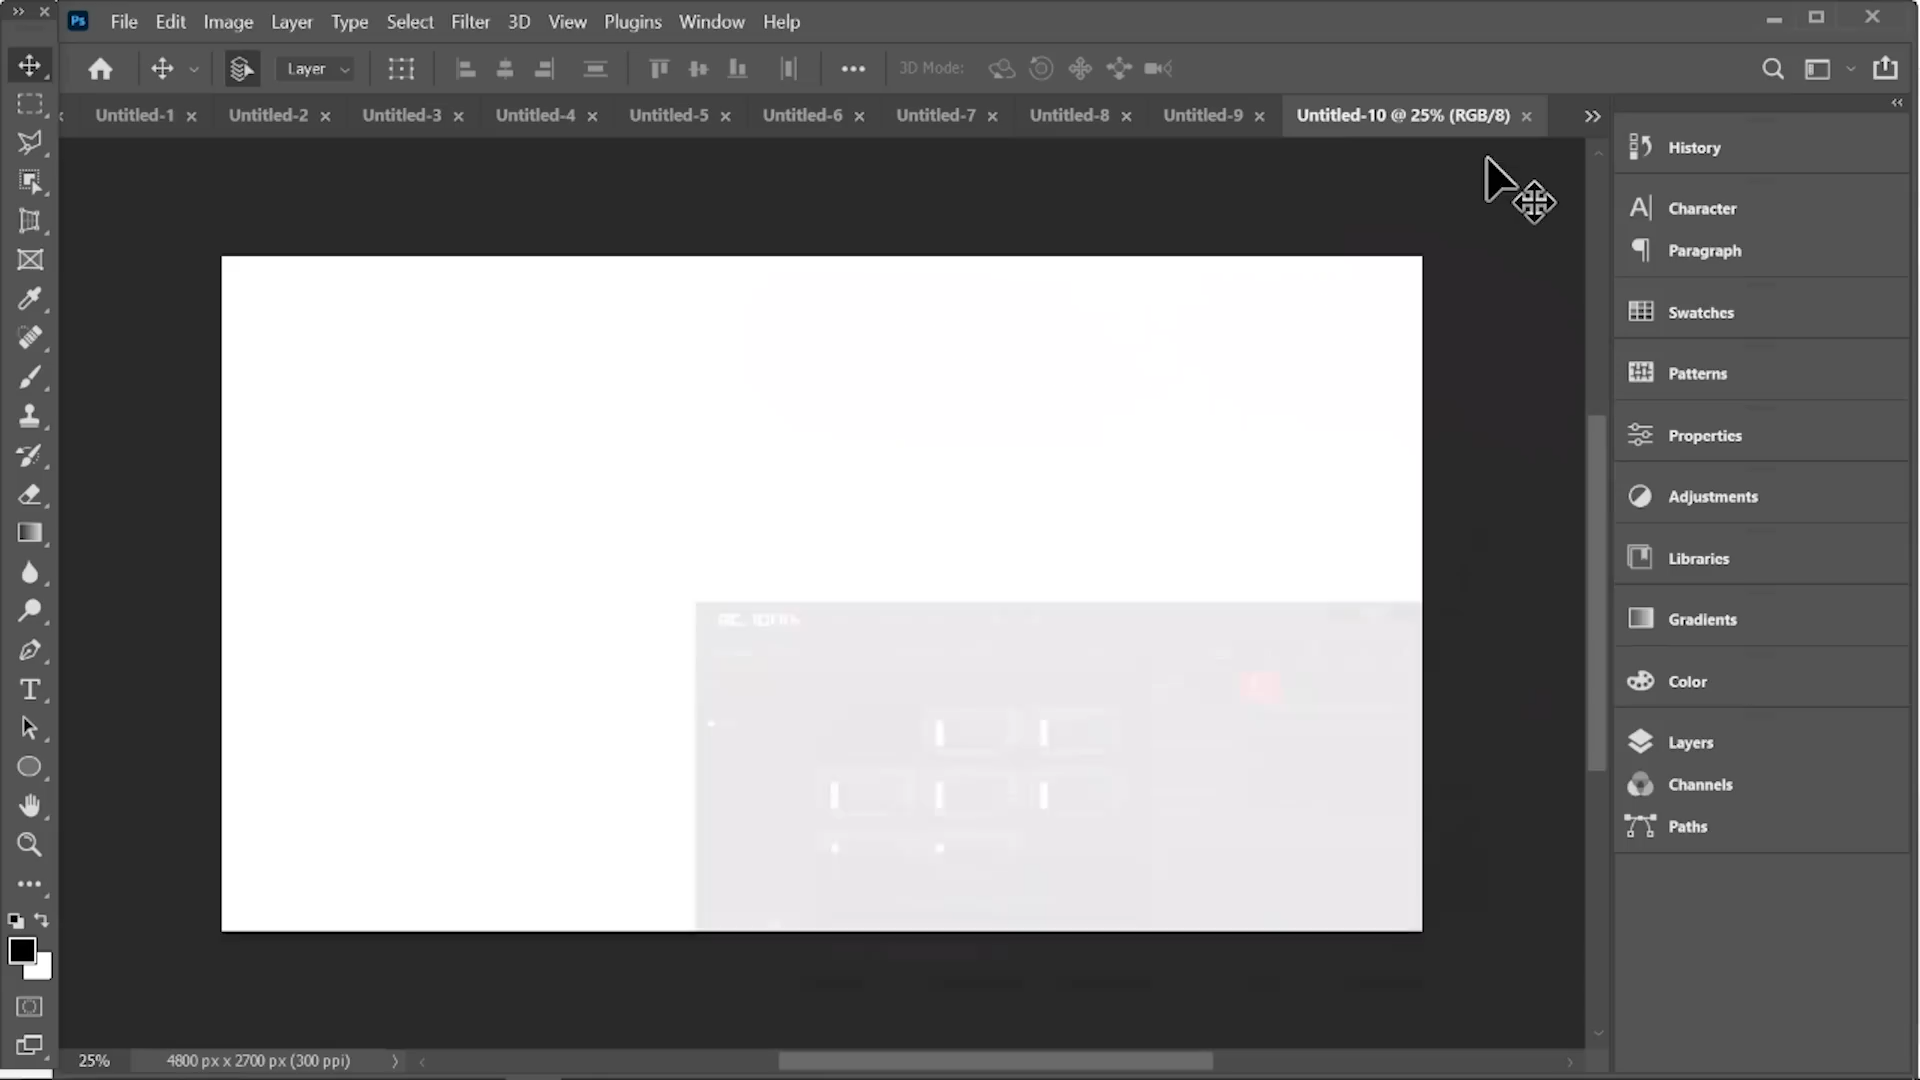 Ps File Edit Image Layer Type Select Filter 3D View Plugins Window Help
Layer 3D Mode:
Untitled-1 Untitled-2 Untitled-3 Untitled-4 Untitled-5 Untitled-6 Untitled-7 Untitled-8 Untitled-9 Untitled-10 @ 25% (RGB/8)
History
Character
Paragraph
Swatches
Patterns
Properties
Adjustments
Libraries
Gradients
Color
Layers
Channels
Paths
25% 4800 px x 2700 px (300 ppi)